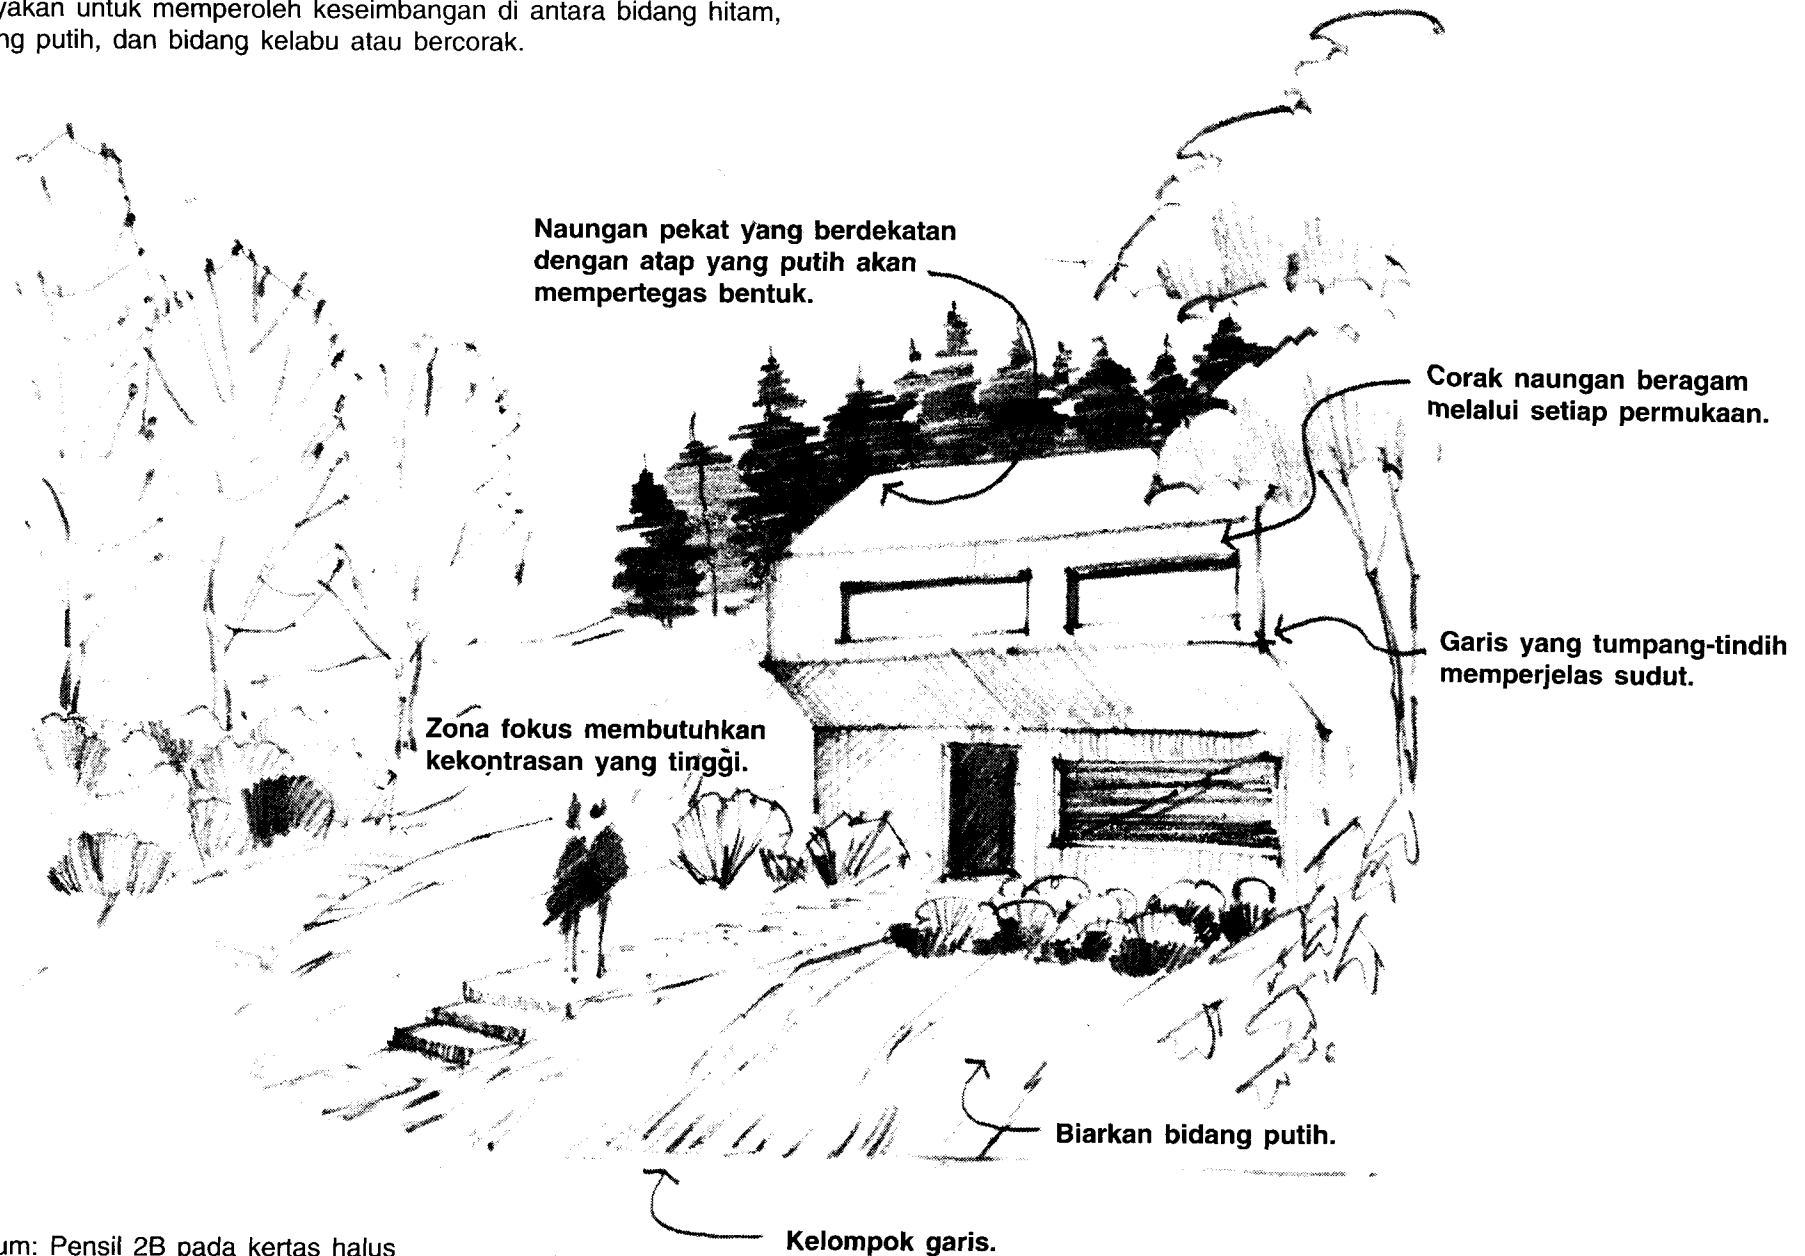 yakan untuk memperoleh keseimbangan di antara bidang hitam,
ng putih, dan bidang kelabu atau bercorak.
Naungan pekat yang berdekatan
dengan atap yang putih akan
mempertegas bentuk.
Corak naungan beragam
melalui setiap permukaan.
Garis yang tumpang-tindih
memperjelas sudut.
Zona fokus membutuhkan
kekontrasan yang tinggi.
Biarkan bidang putih.
Kelompok garis.
um: Pensil 2B pada kertas halus